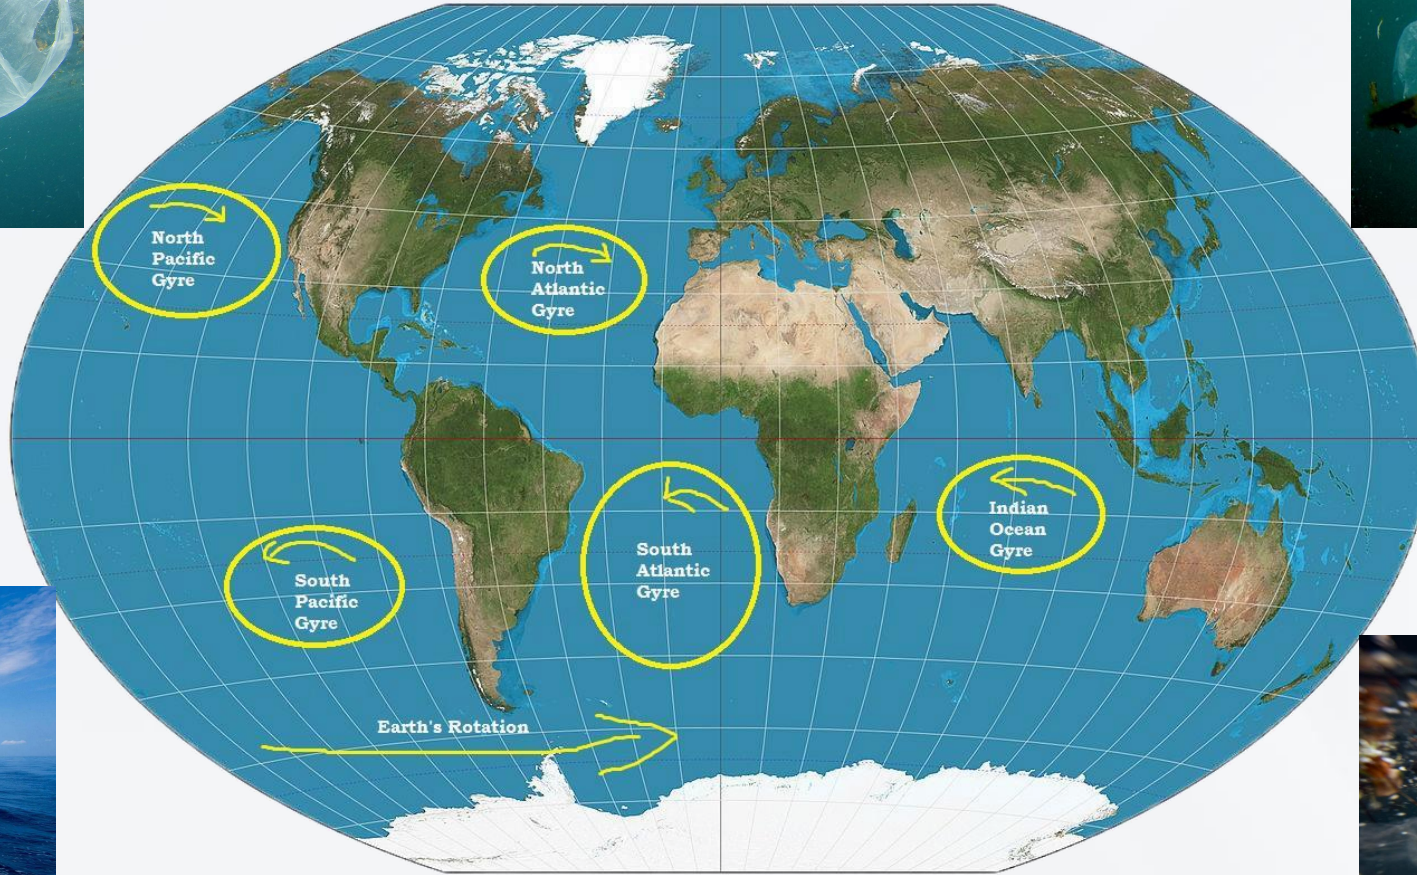 North
Pacific
Gyre
North
Atlantic
Gyre
Indian
Ocean
Gyre
South
Atlantic
Gyre
South
Pacific
Gyre
Earth's Rotation